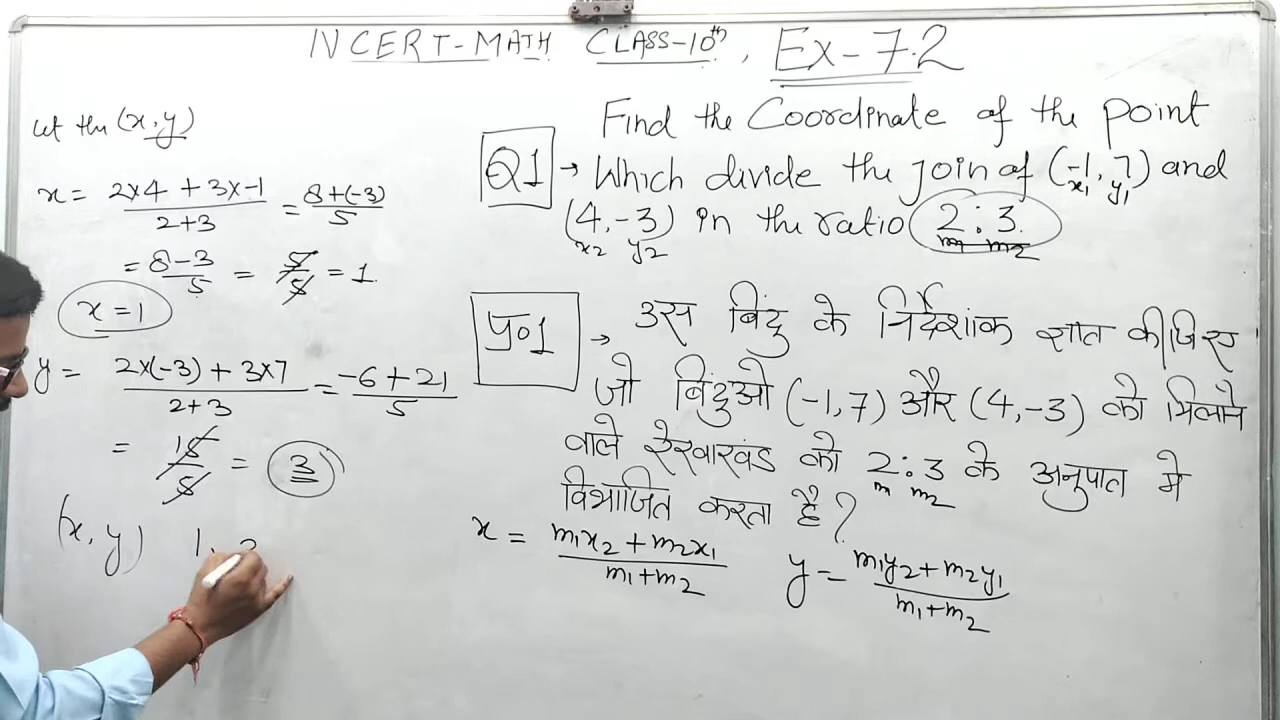 NCERT-MATH CLASS-10th, Ex-7.2
Let the (x,y)
x = 2×4 + 3×-1 / 2+3 = 8+(-3) / 5
= 8-3 / 5 = 5/5 = 1
x = 1
y = 2×(-3) + 3×7 / 2+3 = -6+21 / 5
= 15/5 = 3
(x, y) 1, 3
Q1 → Find the Coordinate of the point
Which divide the join of (-1, 7) and
x1 y1
(4, -3) in the ratio 2:3.
x2 y2 m m2
प्र०1 → उस बिंदु के निर्देशांक ज्ञात कीजिए
जो बिंदुओ (-1,7) और (4,-3) को मिलाने
वाले रेखाखंड को 2:3 के अनुपात मे
m m2
विभाजित करता है?
x = m1x2 + m2x1 / m1+m2 y = m1y2+m2y1 / m1+m2